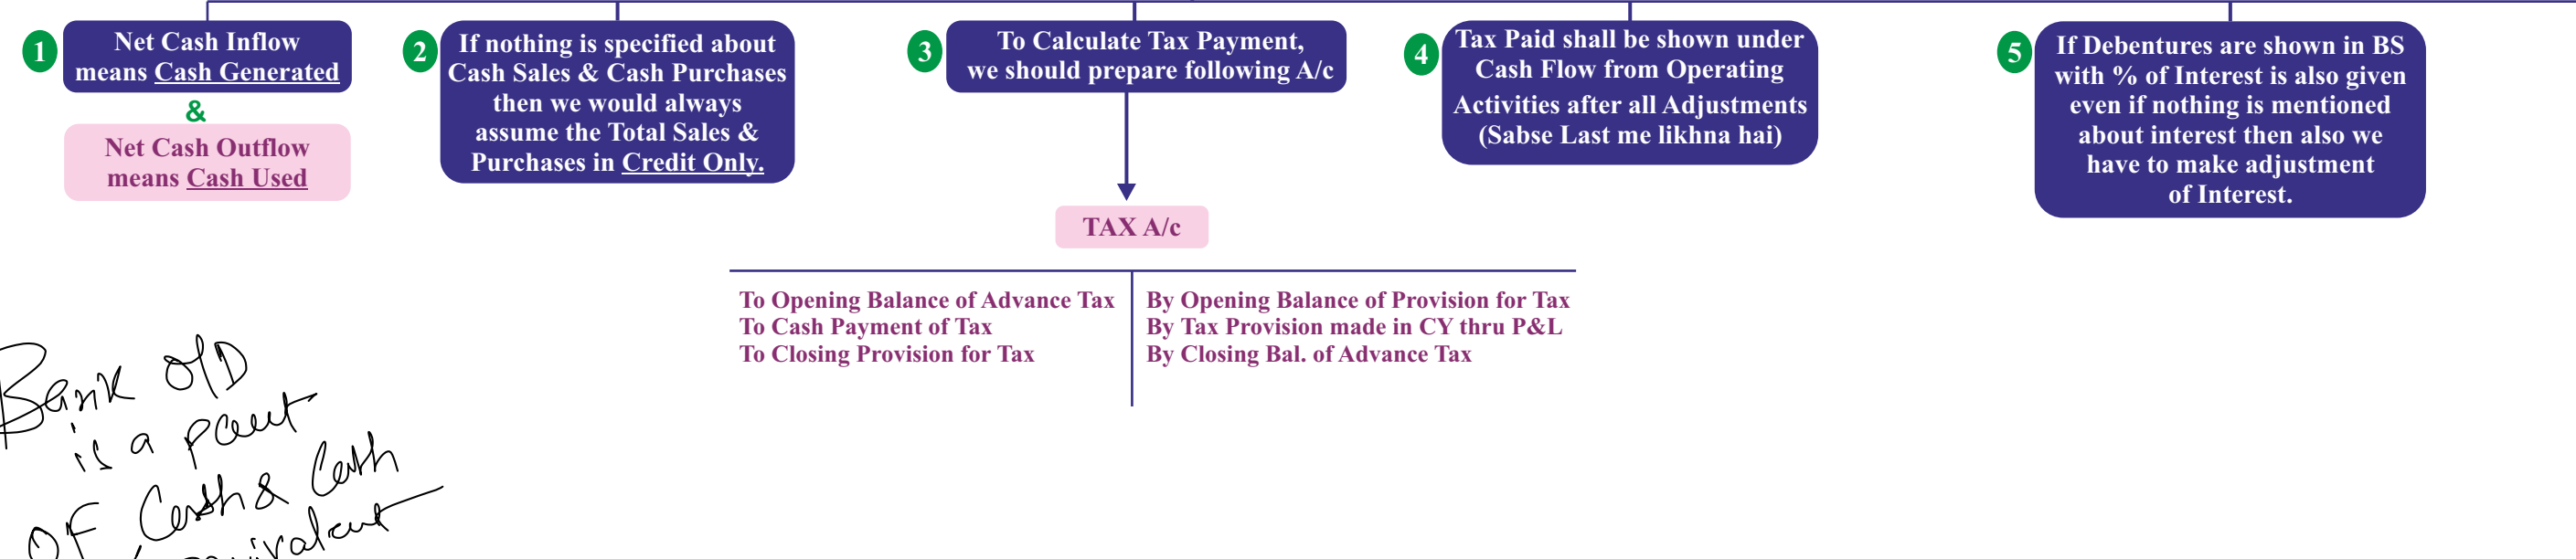 1
Net Cash Inflow
means Cash Generated
&
Net Cash Outflow
means Cash Used
2
If nothing is specified about
Cash Sales & Cash Purchases
then we would always
assume the Total Sales &
Purchases in Credit Only.
3
To Calculate Tax Payment,
we should prepare following A/c
TAX A/c
To Opening Balance of Advance Tax
To Cash Payment of Tax
To Closing Provision for Tax
By Opening Balance of Provision for Tax
By Tax Provision made in CY thru P&L
By Closing Bal. of Advance Tax
4
Tax Paid shall be shown under
Cash Flow from Operating
Activities after all Adjustments
(Sabse Last me likhna hai)
5
If Debentures are shown in BS
with % of Interest is also given
even if nothing is mentioned
about interest then also we
have to make adjustment
of Interest.
Bank O/D
is a part
OF Cash & Cash